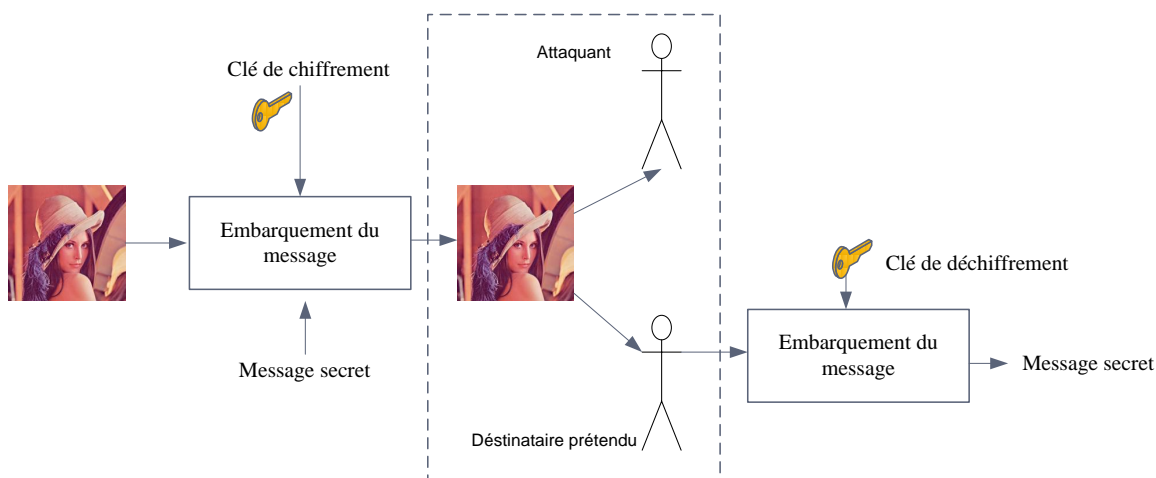 Attaquant
Clé de chiffrement
Embarquement du
message
Message secret
Clé de déchiffrement
Embarquement du
message
Message secret
Déstinataire prétendu